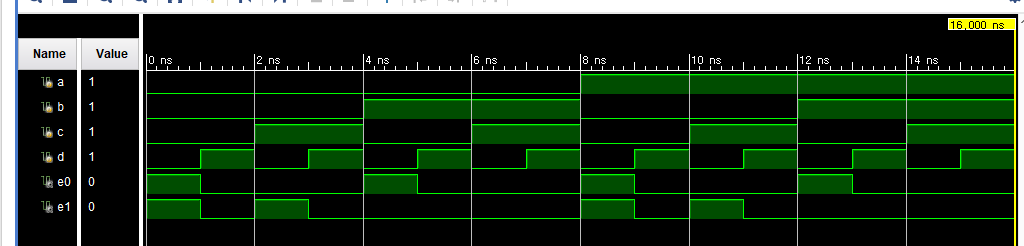 16,000 ns
Name Value
0 ns 2 ns 4 ns 6 ns 8 ns 10 ns 12 ns 14 ns
a 1
b 1
c 1
d 1
e0 0
e1 0